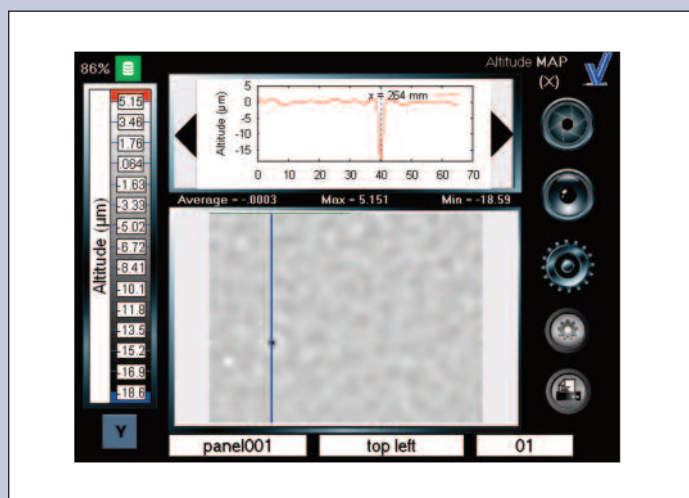 86%
Altitude MAP
(X)
5.15
3.46
1.76
.064
-1.63
-3.33
-5.02
-6.72
-8.41
-10.1
-11.8
-13.5
-15.2
-16.9
-18.6
Altitude (µm)
Altitude (µm)
5
0
-5
-10
-15
x = 264 mm
0 10 20 30 40 50 60 70
Average = -.0003 Max = 5.151 Min = -18.59
Y
panel001 top left 01